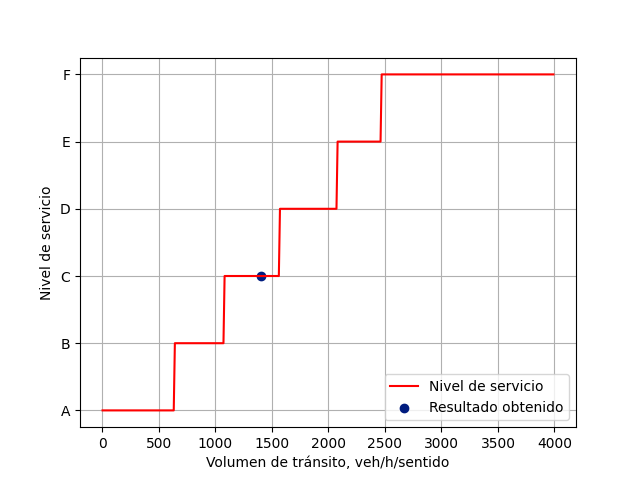 F
E
D
C
B
A
Nivel de servicio
Nivel de servicio
Resultado obtenido
0 500 1000 1500 2000 2500 3000 3500 4000
Volumen de tránsito, veh/h/sentido